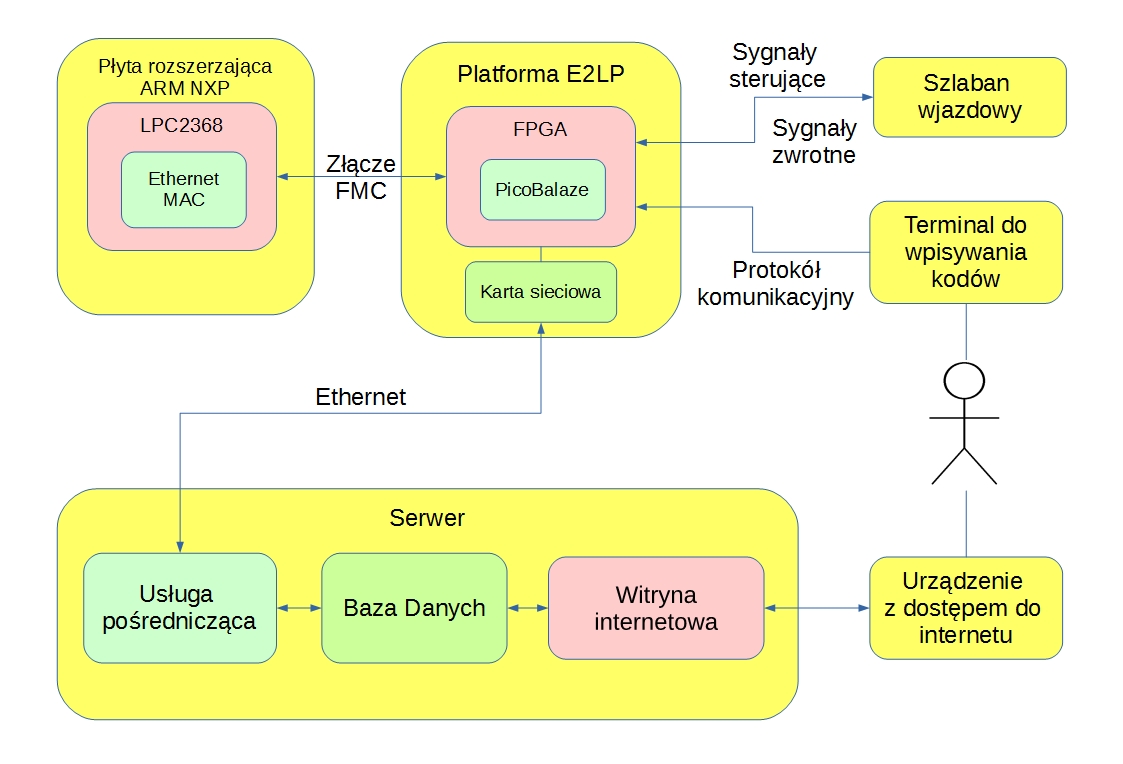 Płyta rozszerzająca
ARM NXP
LPC2368
Ethernet
MAC
Złącze
FMC
Platforma E2LP
FPGA
PicoBalaze
Karta sieciowa
Sygnały
sterujące
Sygnały
zwrotne
Szlaban
wjazdowy
Terminal do
wpisywania
kodów
Protokół
komunikacyjny
Ethernet
Serwer
Usługa
pośrednicząca
Baza Danych
Witryna
internetowa
Urządzenie
z dostępem do
internetu